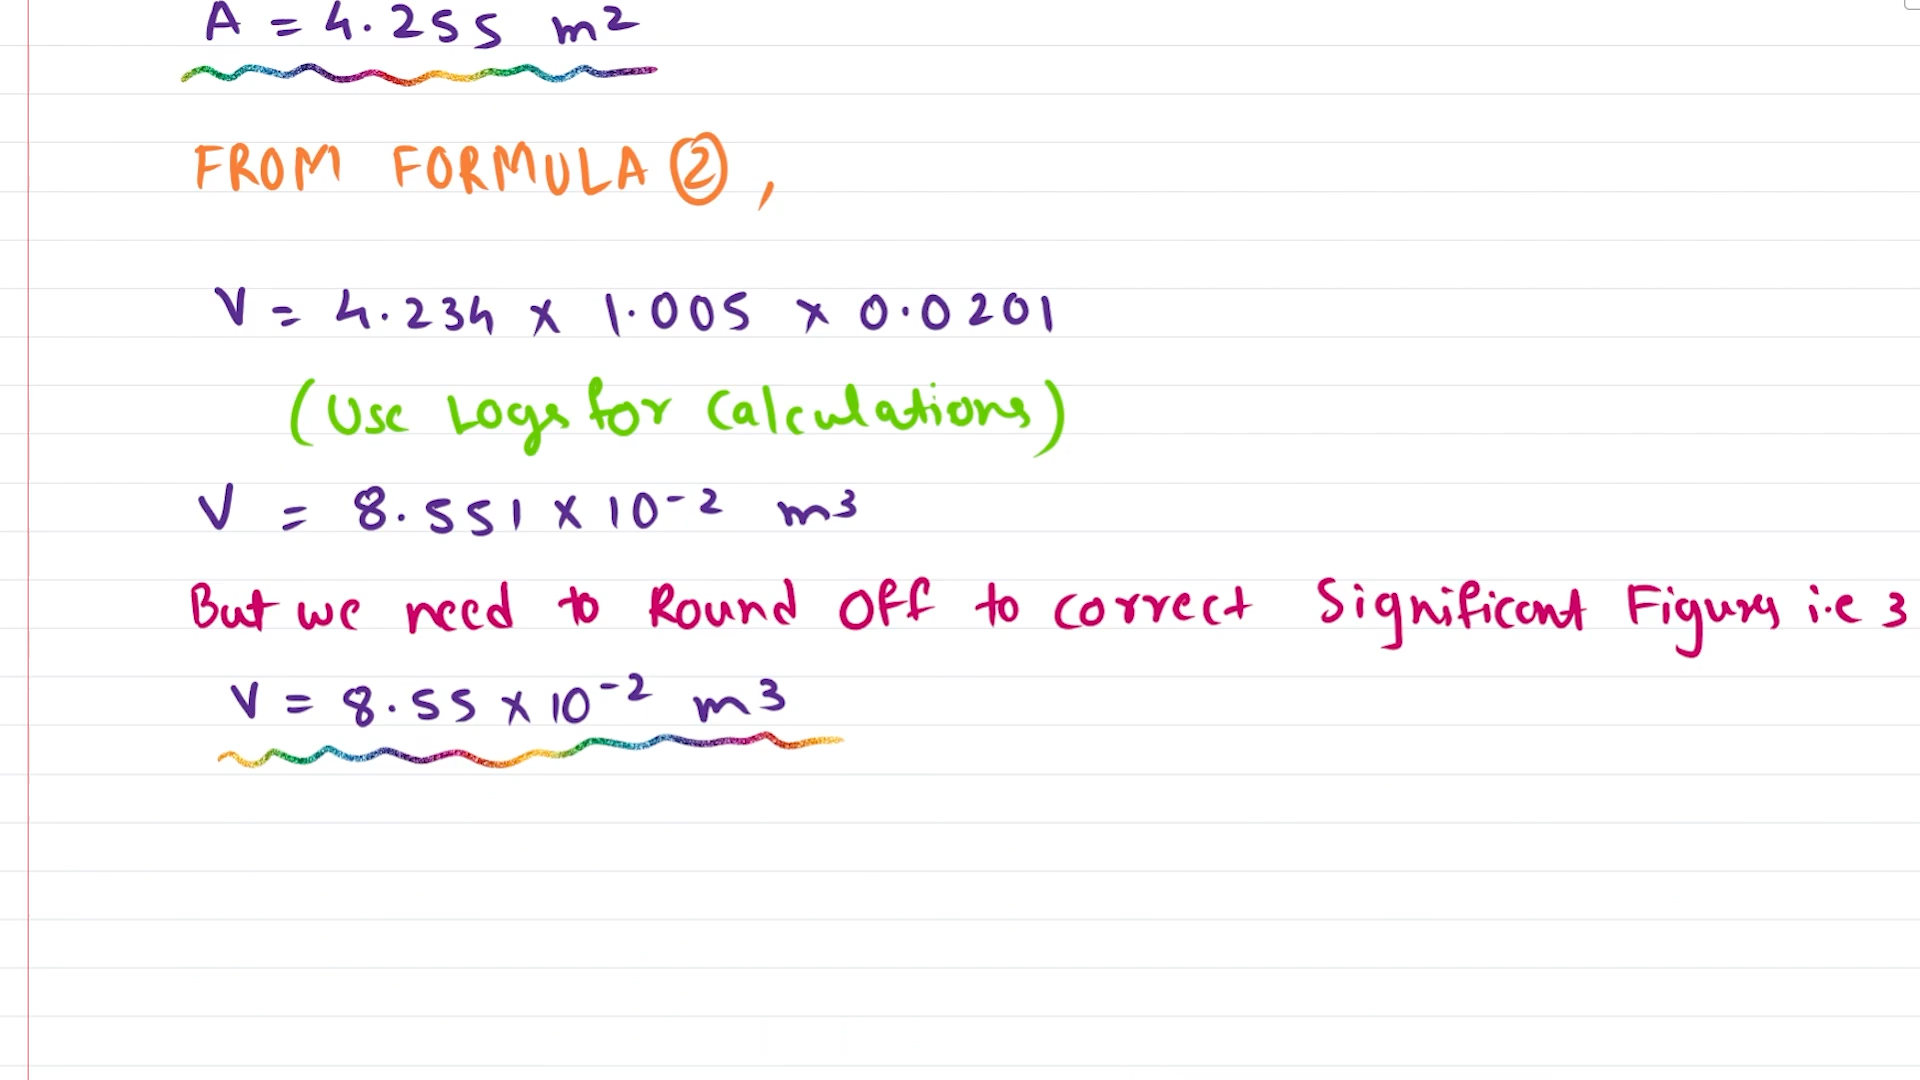 A = 4.255 m2
FROM FORMULA ②,
V = 4.234 x 1.005 x 0.0201
(Use Logs for Calculations)
V = 8.551 x 10-2 m3
But we need to Round Off to correct Significant Figures i.e 3
V = 8.55 x 10-2 m3